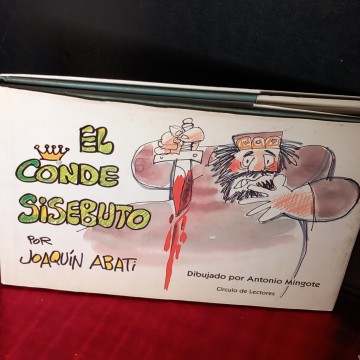 EL
CONDE
SISEBUTO
POR
JOAQUÍN ABATI
Dibujado por Antonio Mingote
Círculo de Lectores